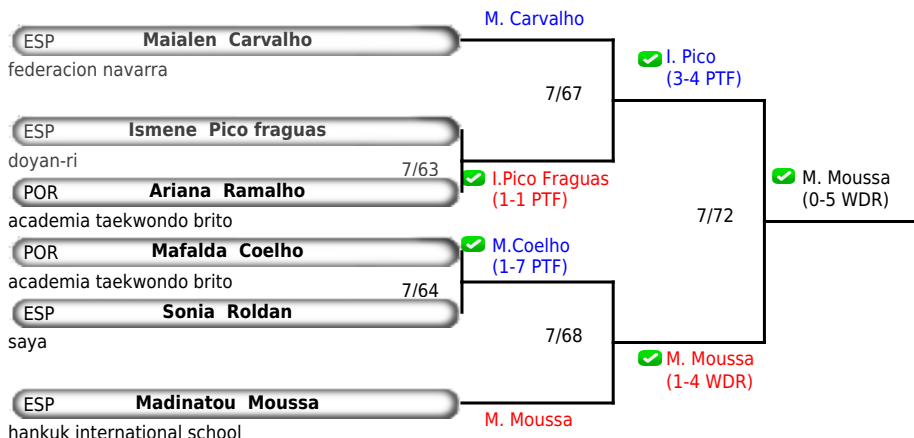 M. Carvalho
ESP Maialen Carvalho
federacion navarra
I. Pico
(3-4 PTF)
7/67
ESP Ismene Pico fraguas
doyan-ri
7/63
I.Pico Fraguas
(1-1 PTF)
POR Ariana Ramalho
academia taekwondo brito
M. Moussa
(0-5 WDR)
7/72
POR Mafalda Coelho
academia taekwondo brito
M.Coelho
(1-7 PTF)
7/64
ESP Sonia Roldan
saya
7/68
M. Moussa
(1-4 WDR)
ESP Madinatou Moussa
M. Moussa
hankuk international school